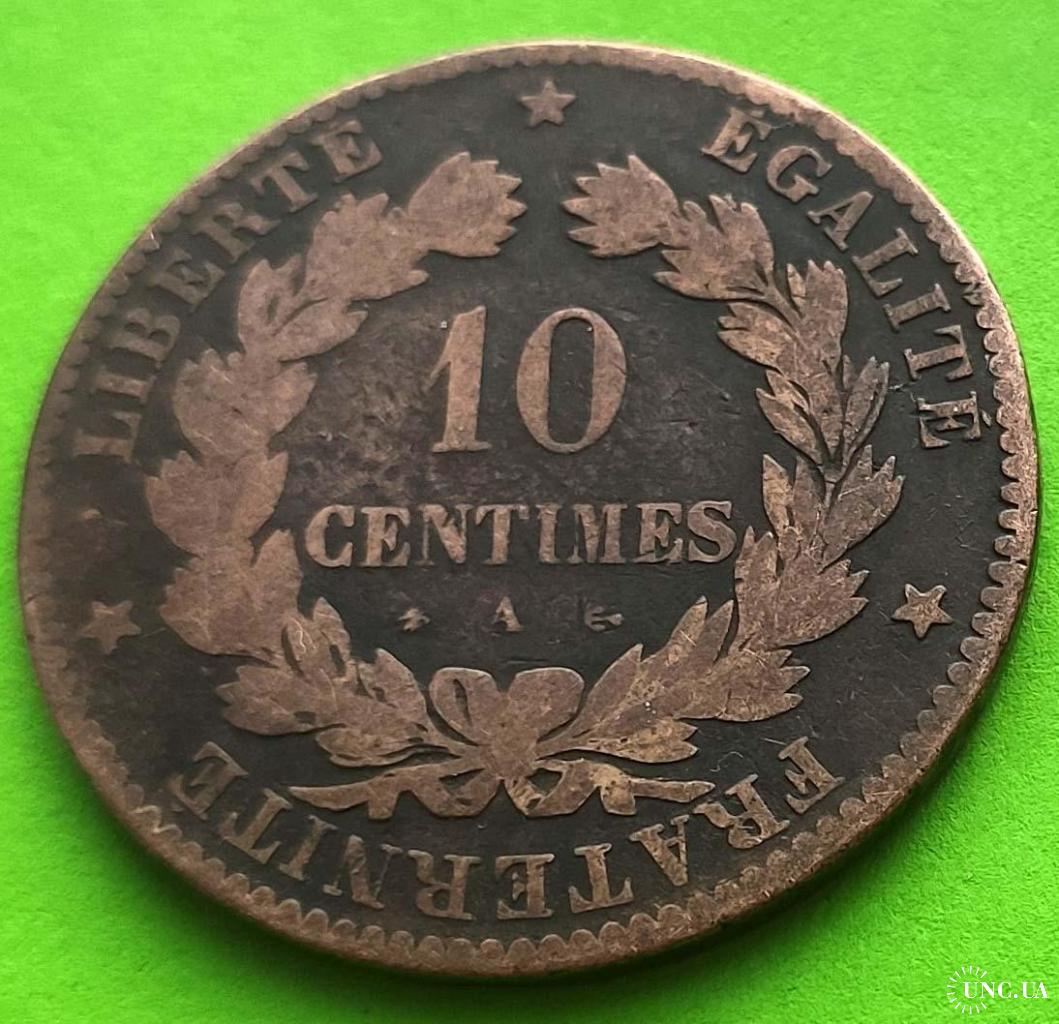 LIBERTÉ
ÉGALITÉ
FRATERNITÉ
10
CENTIMES
A
UNC.UA